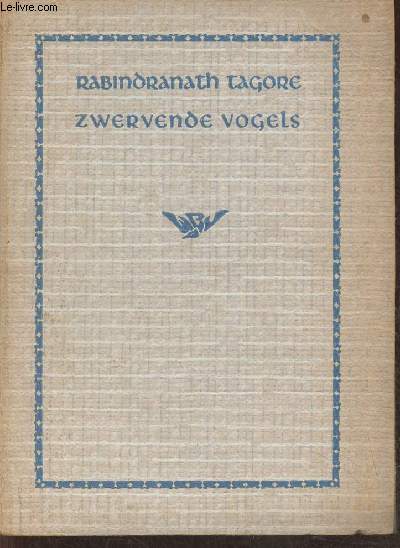 Le-livre.com
RABINDRANATH TAGORE
ZWERVENDE VOGELS